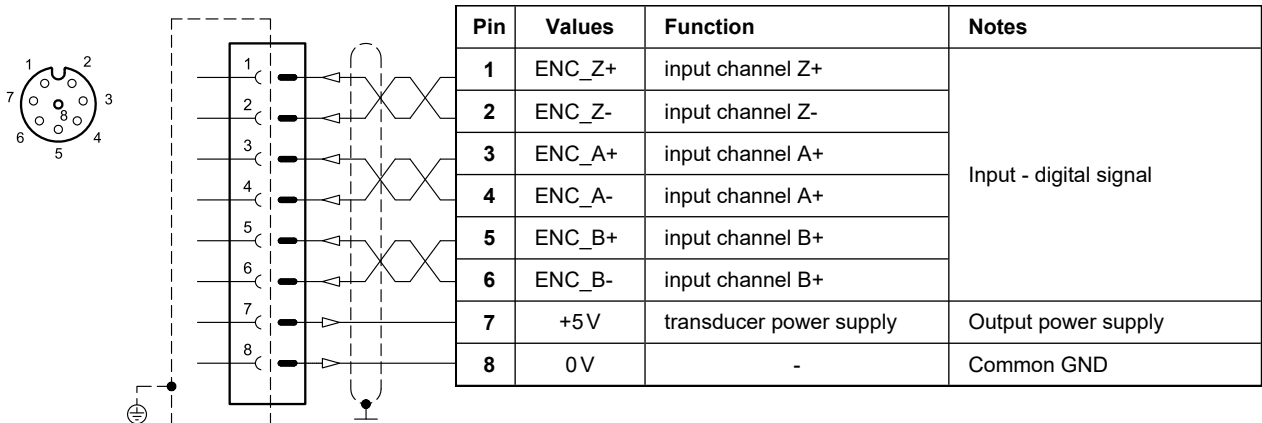 1 2
7 8 3
6 4
5
1
2
3
4
5
6
7
8
Pin Values Function Notes
1 ENC_Z+ input channel Z+
2 ENC_Z- input channel Z-
3 ENC_A+ input channel A+
Input - digital signal
4 ENC_A- input channel A+
5 ENC_B+ input channel B+
6 ENC_B- input channel B+
7 +5V transducer power supply Output power supply
8 0V - Common GND